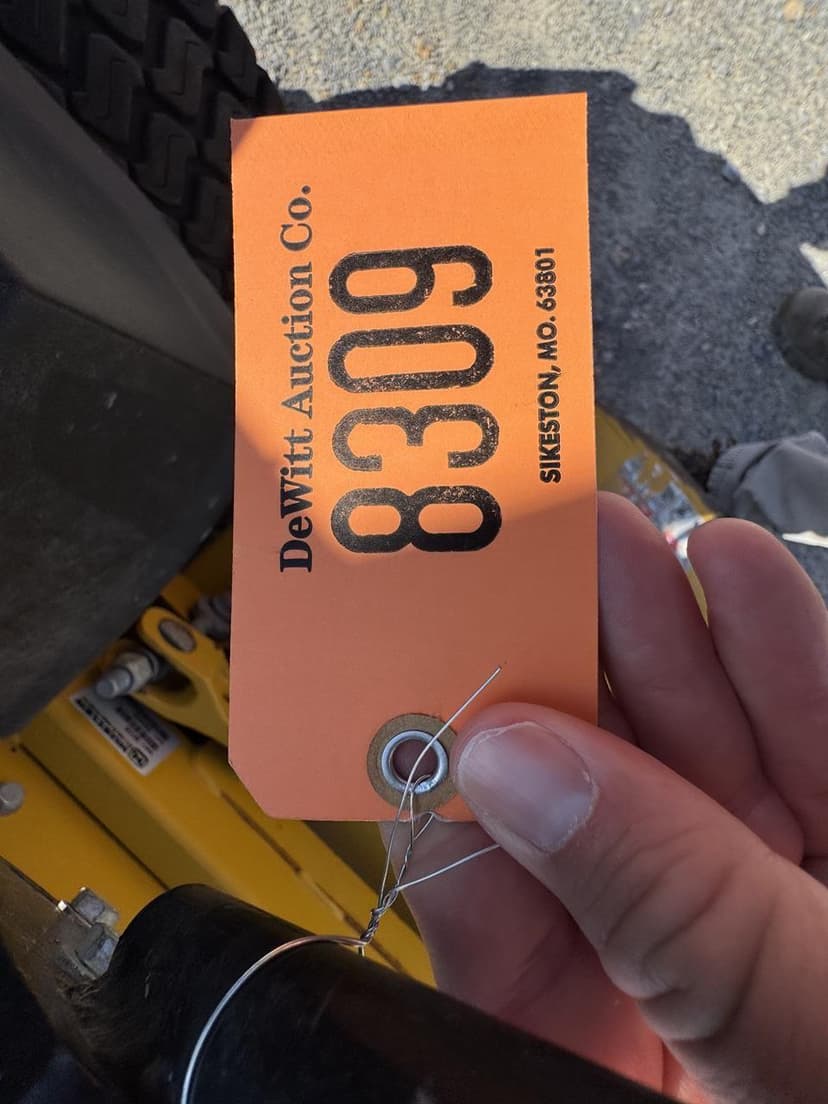 DeWitt Auction Co.
8309
SIKESTON, MO. 63801